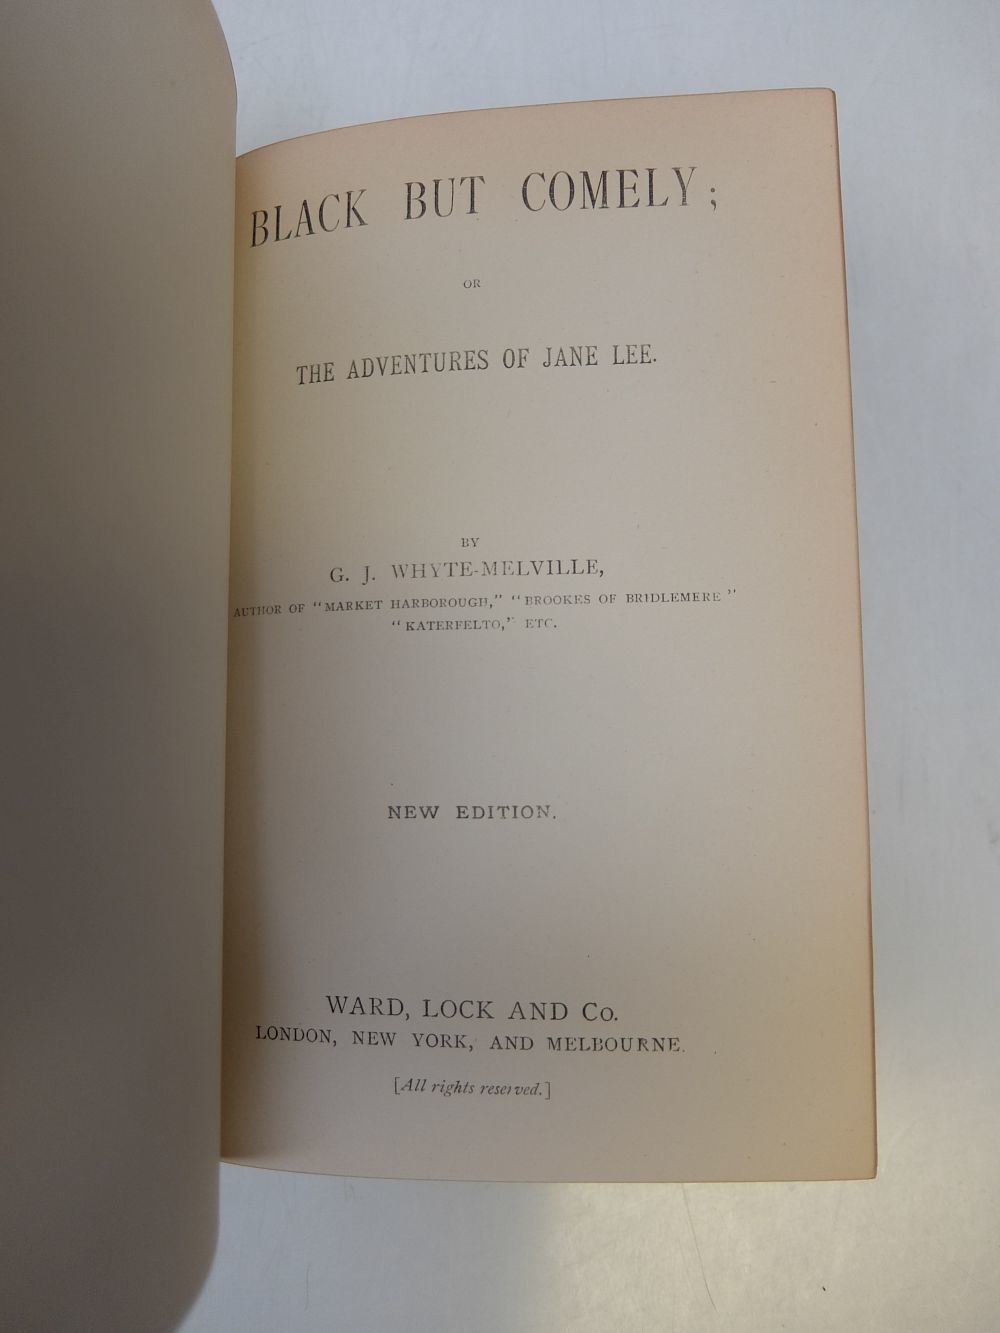 BLACK BUT COMELY;
OR
THE ADVENTURES OF JANE LEE.
BY
G. J. WHYTE-MELVILLE,
AUTHOR OF "MARKET HARBOROUGH," "BROOKES OF BRIDLEMERE"
"KATERFELTO," ETC.
NEW EDITION.
WARD, LOCK AND Co.
LONDON, NEW YORK, AND MELBOURNE.
[All rights reserved.]